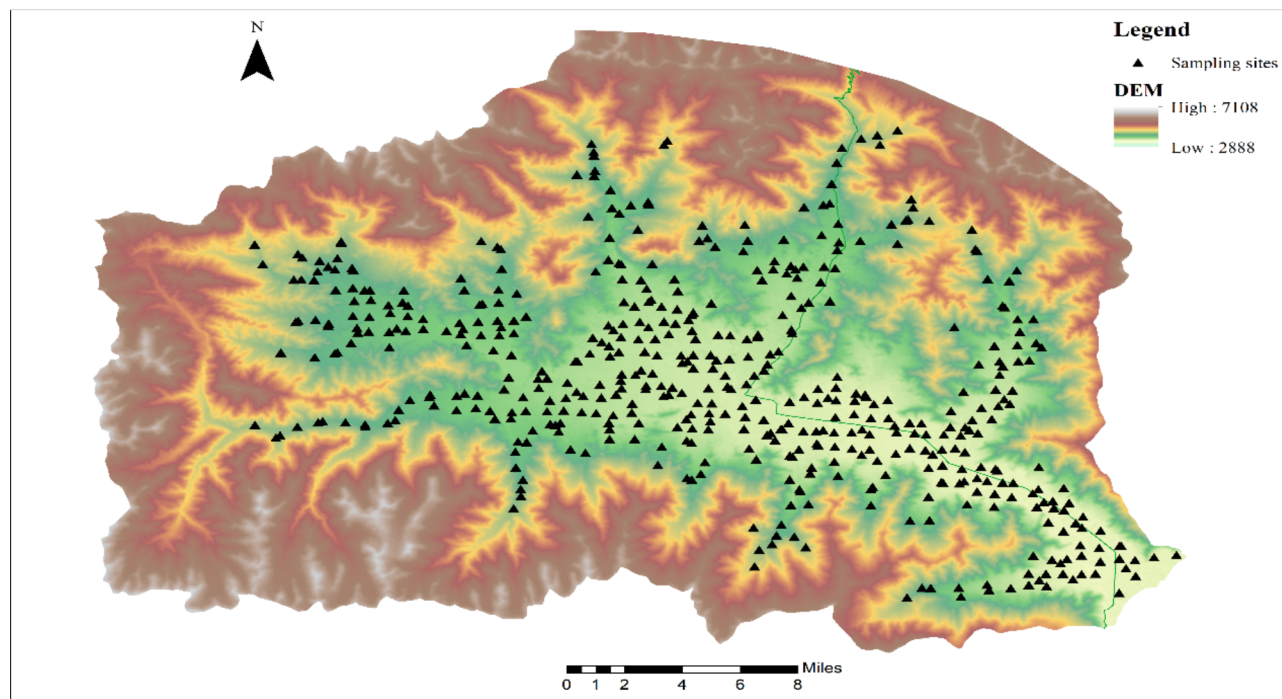 N
Legend
Sampling sites
DEM
High : 7108
Low : 2888
Miles
0 1 2 4 6 8